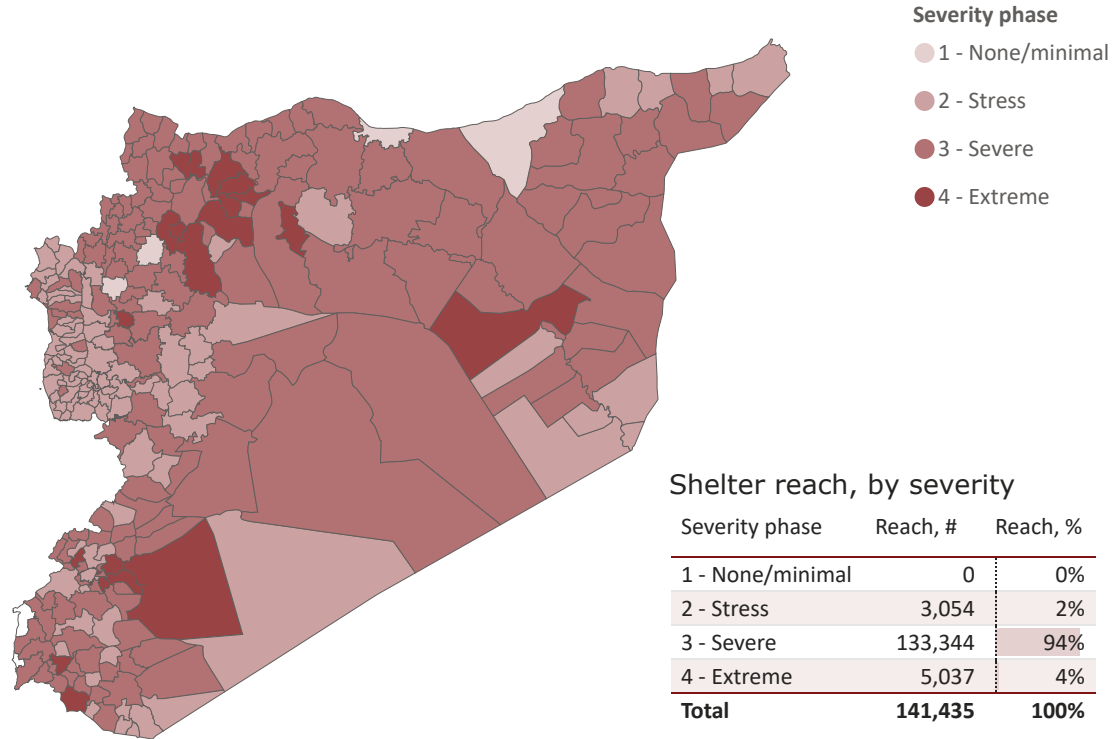 Severity phase
1 - None/minimal
2 - Stress
3 - Severe
4 - Extreme
Shelter reach, by severity
Severity phase Reach, # Reach, %
1 - None/minimal 0 0%
2 - Stress 3,054 2%
3 - Severe 133,344 94%
4 - Extreme 5,037 4%
Total 141,435 100%